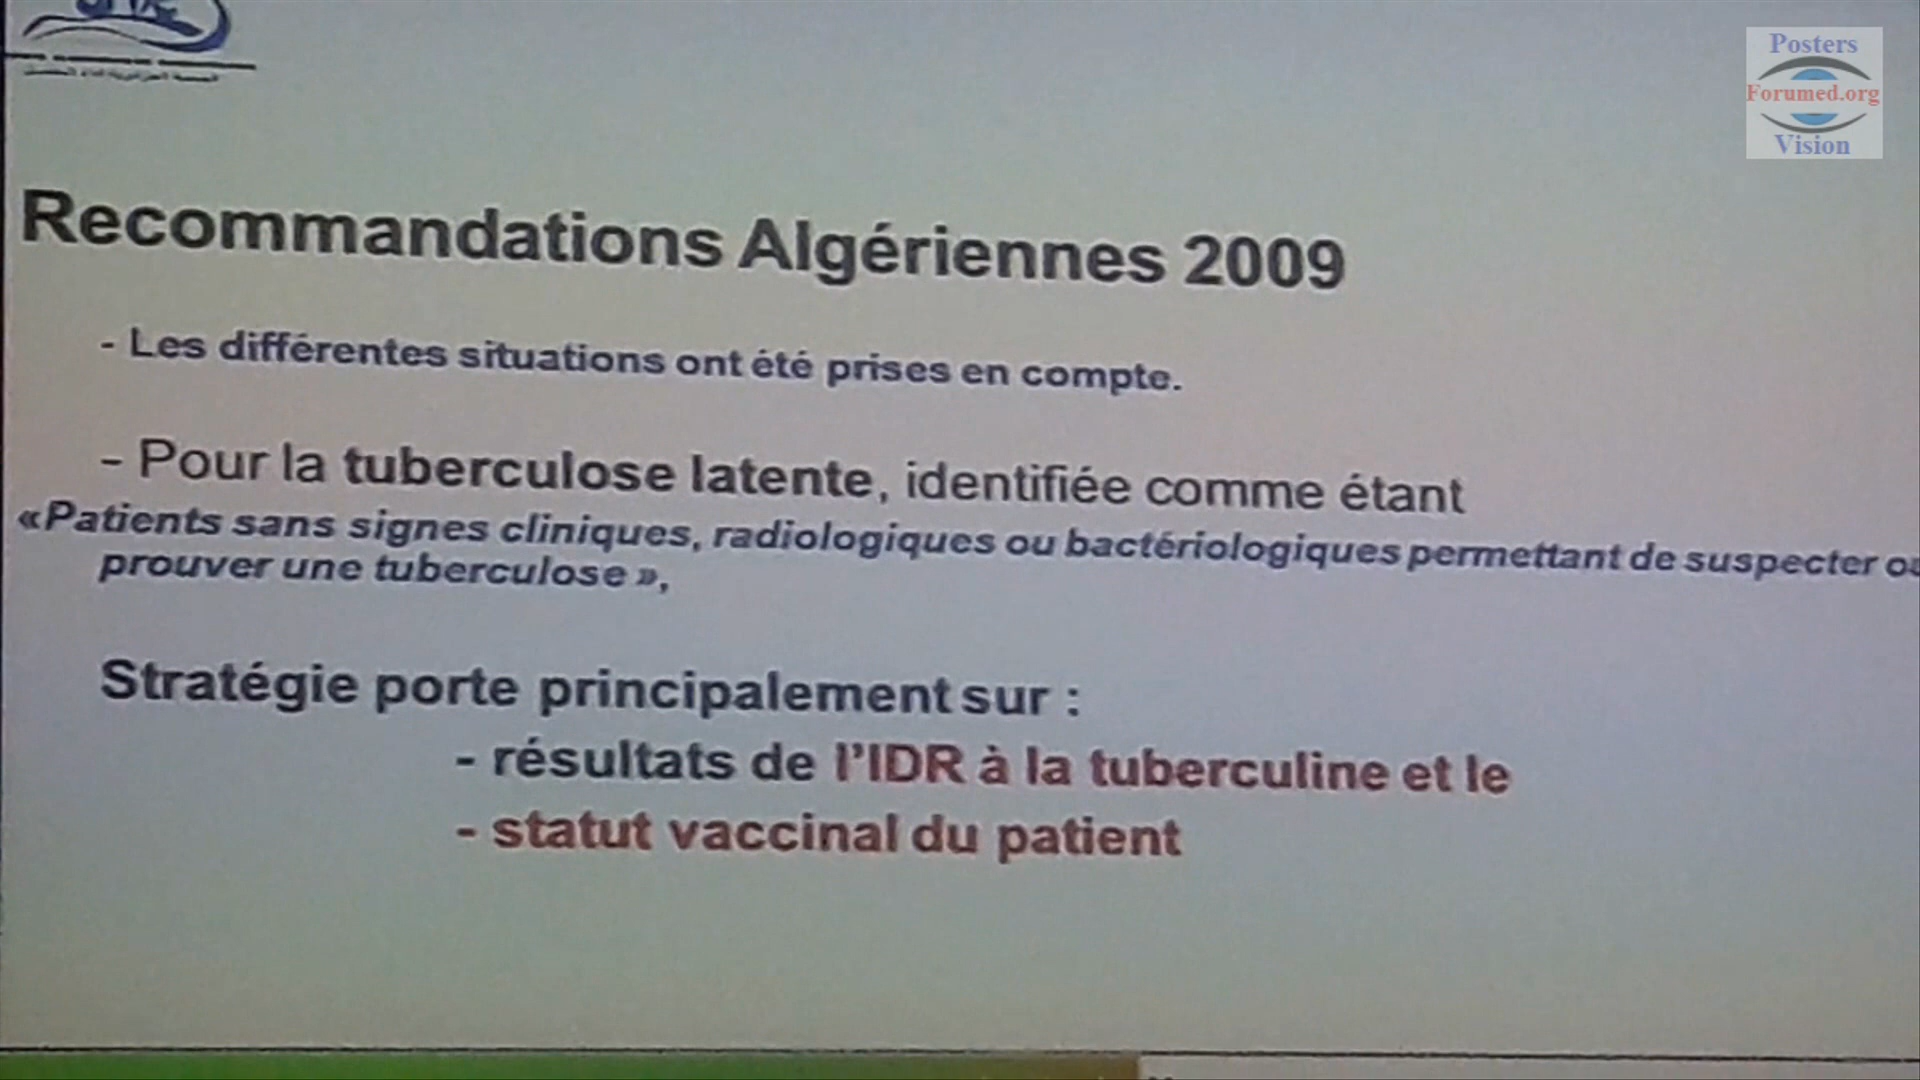 Posters
Forumed.org
Vision
Recommandations Algériennes 2009
- Les différentes situations ont été prises en compte.
- Pour la tuberculose latente, identifiée comme étant
«Patients sans signes cliniques, radiologiques ou bactériologiques permettant de suspecter ou
prouver une tuberculose »,
Stratégie porte principalement sur :
- résultats de l’IDR à la tuberculine et le
- statut vaccinal du patient